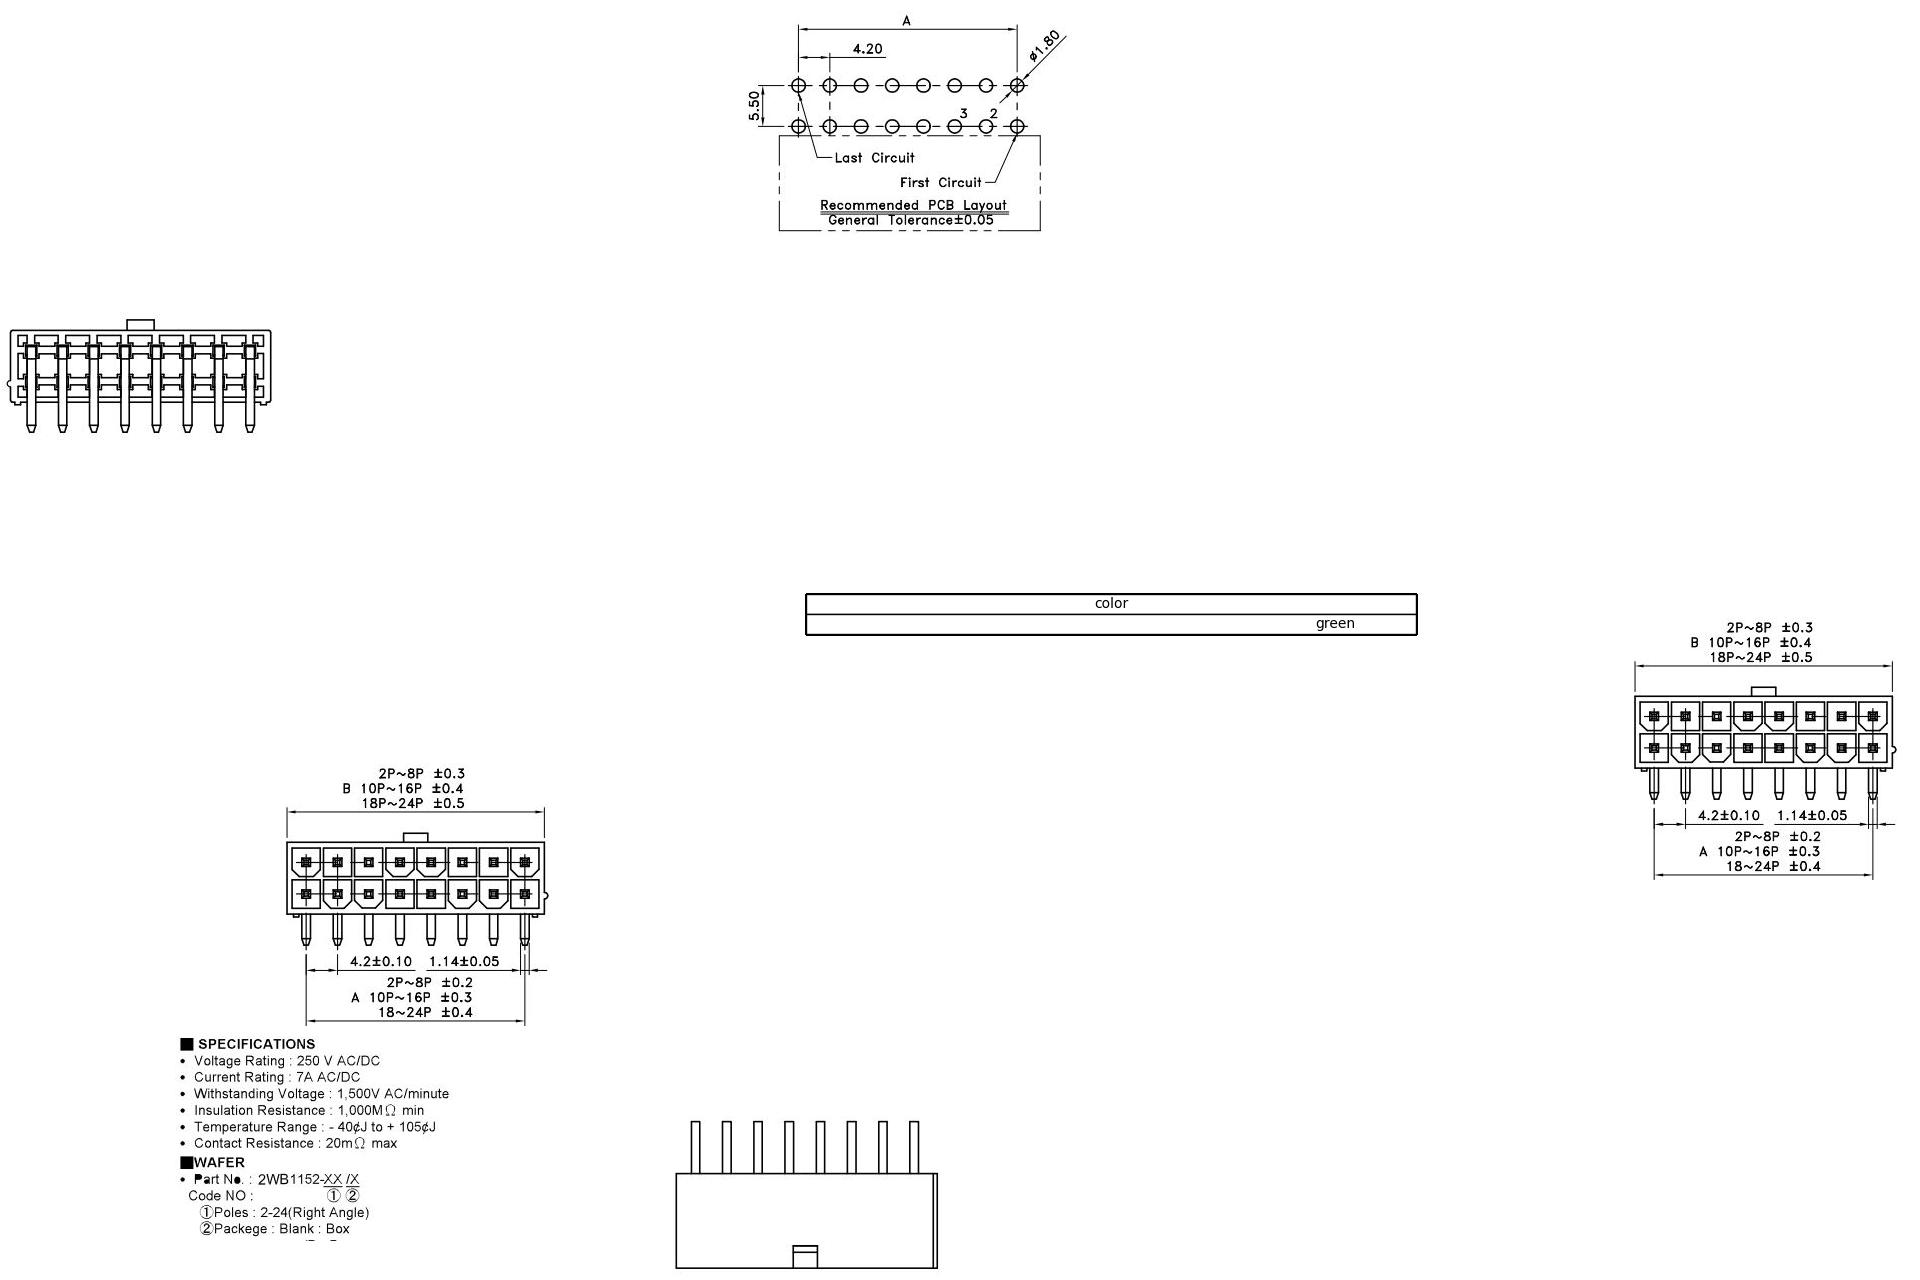 A
4.20
ø1.80
5.50
3
2
Last Circuit
First Circuit
Recommended PCB Layout
General Tolerance±0.05
color
green
2P~8P ±0.3
B 10P~16P ±0.4
18P~24P ±0.5
4.2±0.10
1.14±0.05
2P~8P ±0.2
A 10P~16P ±0.3
18~24P ±0.4
2P~8P ±0.3
B 10P~16P ±0.4
18P~24P ±0.5
4.2±0.10
1.14±0.05
2P~8P ±0.2
A 10P~16P ±0.3
18~24P ±0.4
■ SPECIFICATIONS
• Voltage Rating : 250 V AC/DC
• Current Rating : 7A AC/DC
• Withstanding Voltage : 1,500V AC/minute
• Insulation Resistance : 1,000MΩ min
• Temperature Range : - 40¢J to + 105¢J
• Contact Resistance : 20mΩ max
■WAFER
• Part No. : 2WB1152-XX /X
Code NO : ① ②
①Poles : 2-24(Right Angle)
②Packege : Blank : Box